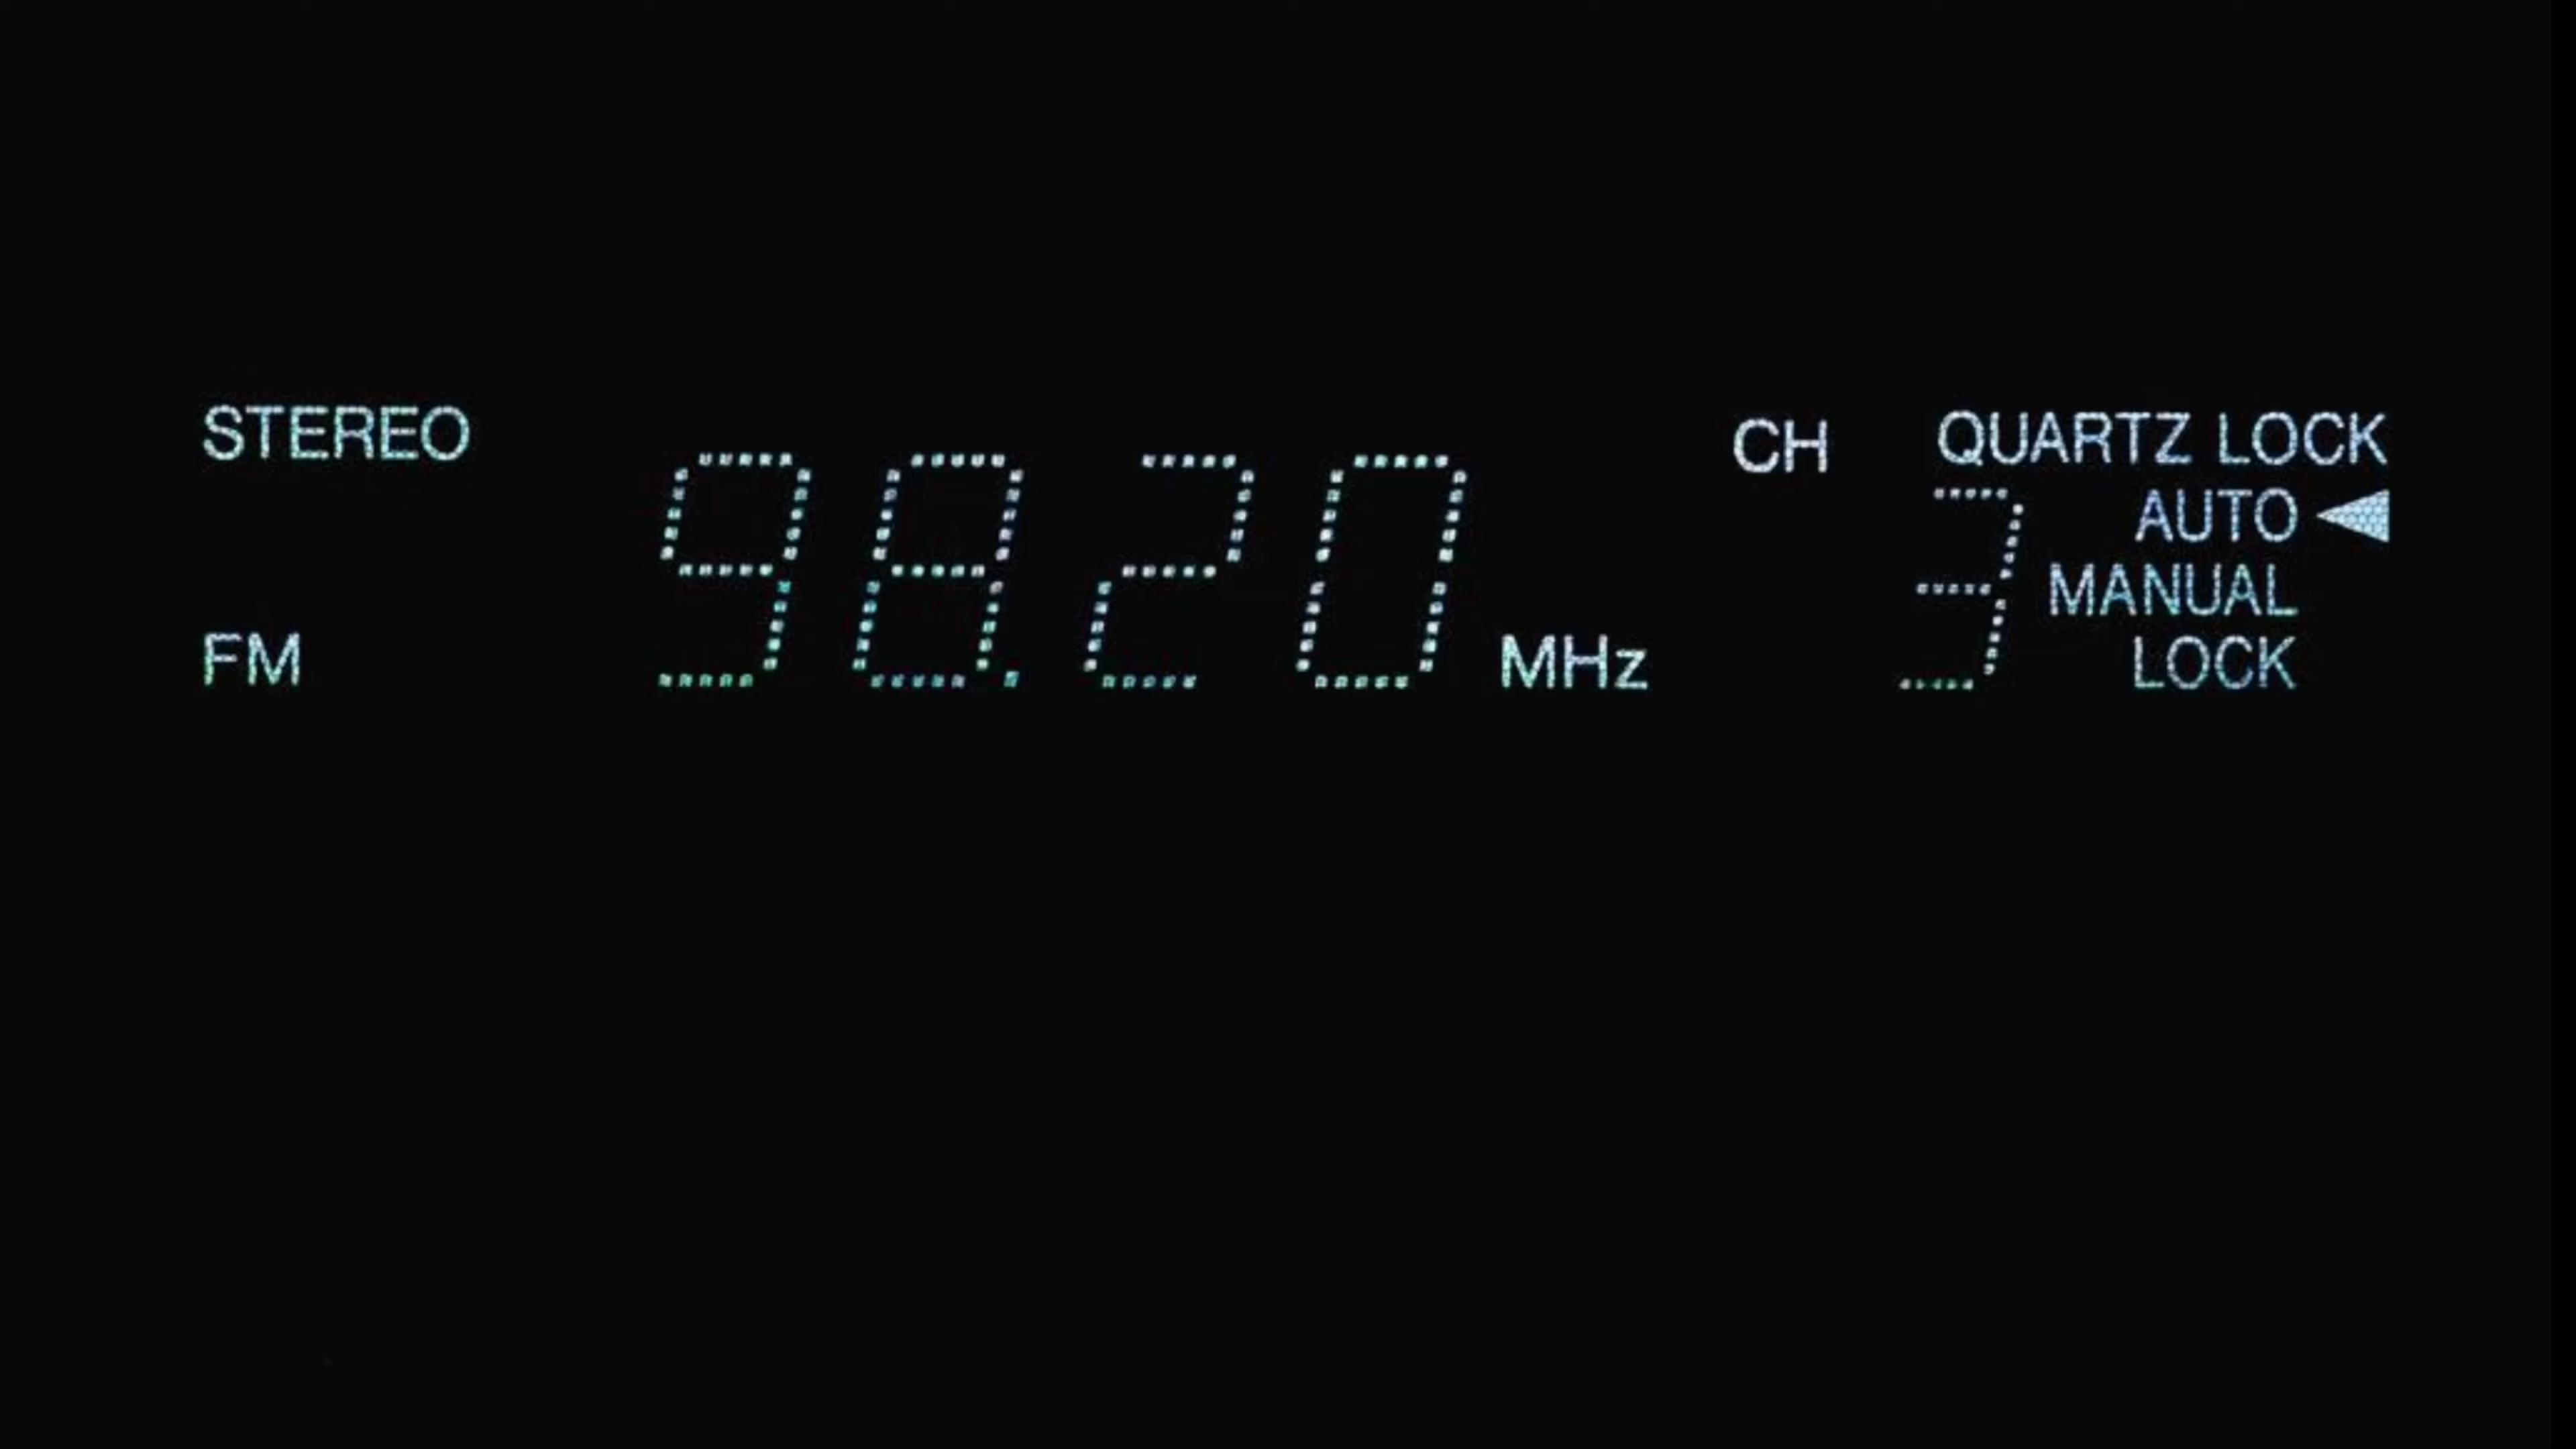 STEREO
FM
98.20 MHz
CH 3
QUARTZ LOCK
AUTO ◀
MANUAL
LOCK